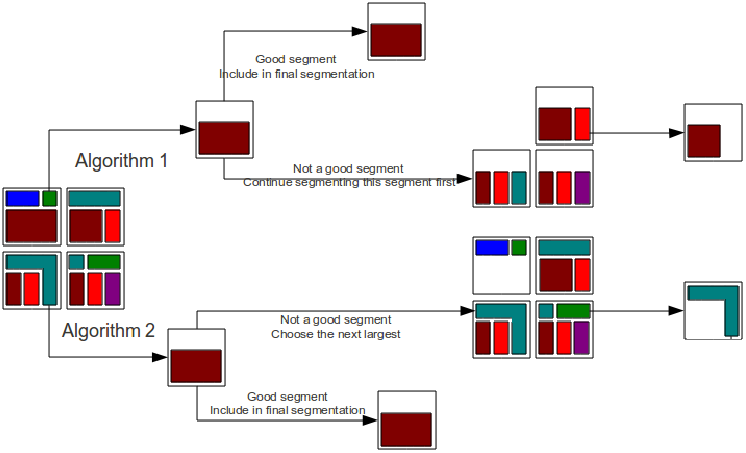 Good segment
Include in final segmentation
Algorithm 1
Not a good segment
Continue segmenting this segment first
Algorithm 2
Not a good segment
Choose the next largest
Good segment
Include in final segmentation